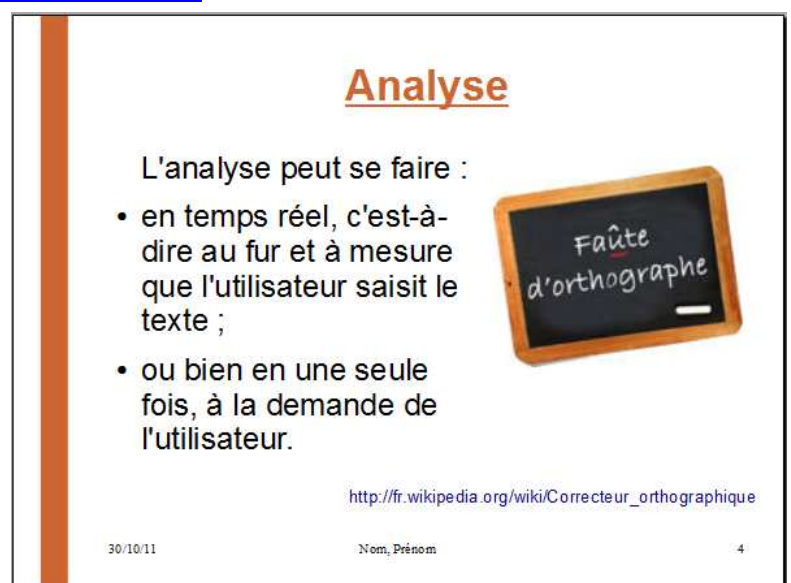 Analyse
L'analyse peut se faire :
• en temps réel, c'est-à-
dire au fur et à mesure
que l'utilisateur saisit le
texte ;
• ou bien en une seule
fois, à la demande de
l'utilisateur.
Faûte
d'orthographe
http://fr.wikipedia.org/wiki/Correcteur_orthographique
30/10/11
Nom, Prénom
4